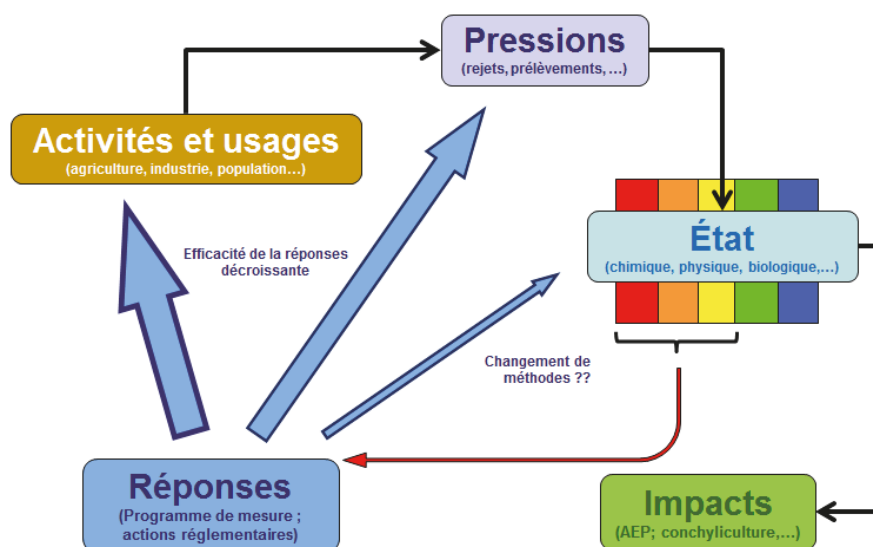 Pressions
(rejets, prélèvements, …)
Activités et usages
(agriculture, industrie, population…)
État
(chimique, physique, biologique,…)
Efficacité de la réponses
décroissante
Changement de
méthodes ??
Réponses
(Programme de mesure ;
actions réglementaires)
Impacts
(AEP; conchyliculture,…)